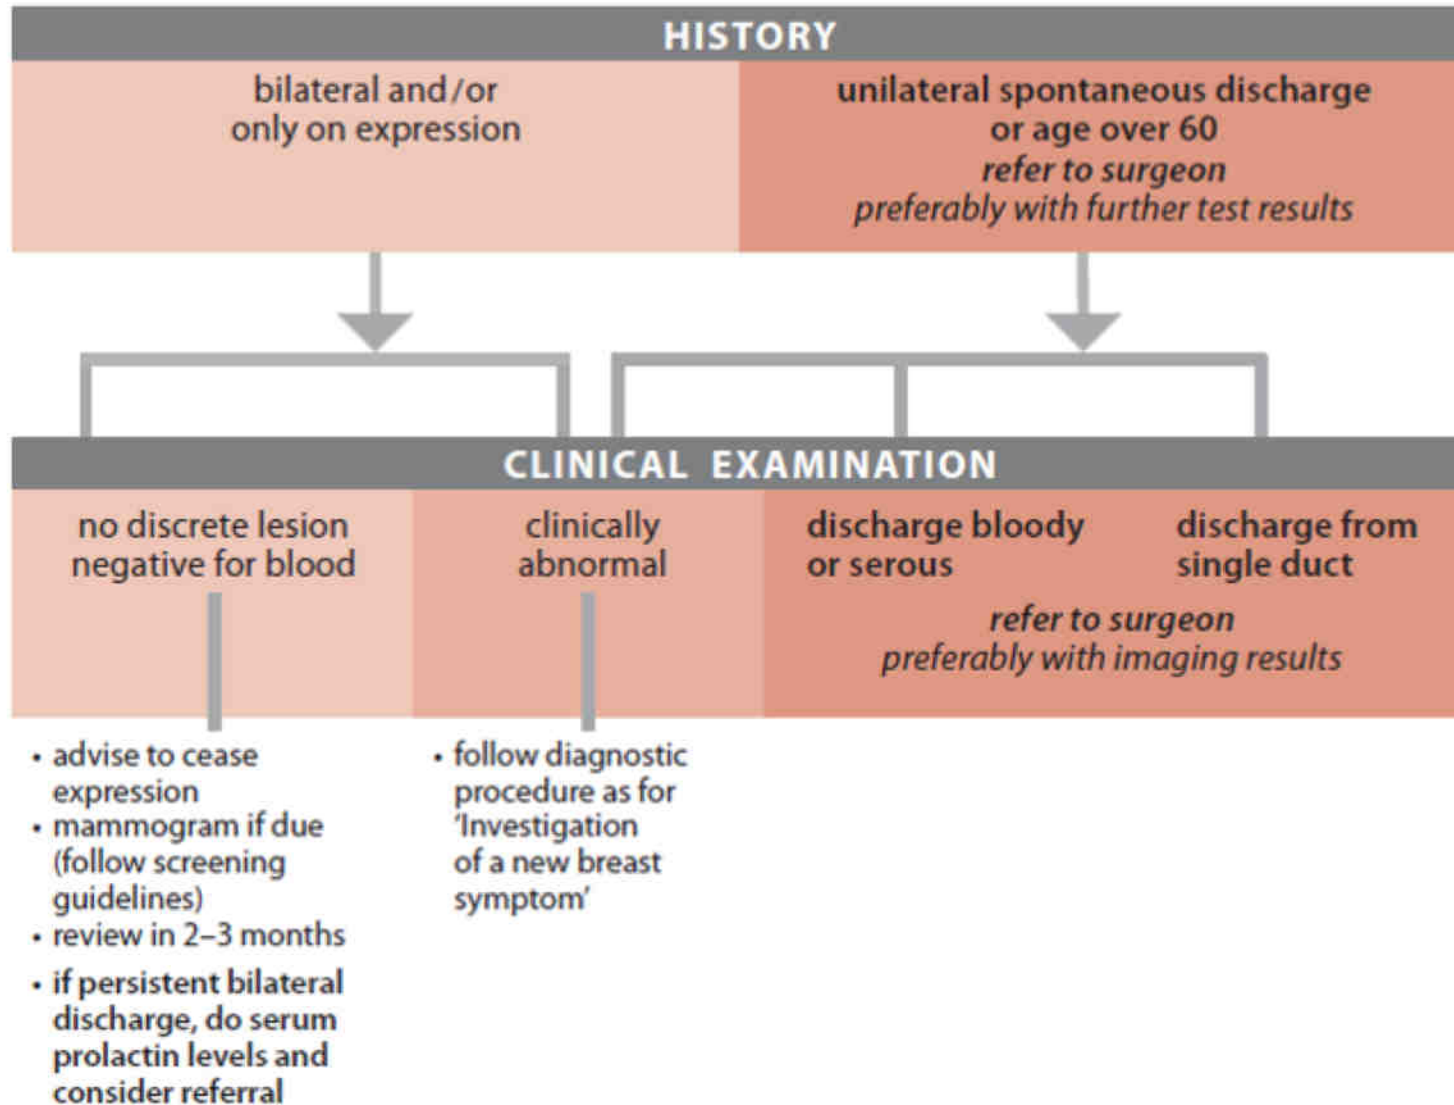 HISTORY
bilateral and/or
only on expression
unilateral spontaneous discharge
or age over 60
refer to surgeon
preferably with further test results
CLINICAL EXAMINATION
no discrete lesion
negative for blood
clinically
abnormal
discharge bloody
or serous
discharge from
single duct
refer to surgeon
preferably with imaging results
• advise to cease
expression
• mammogram if due
(follow screening
guidelines)
• review in 2–3 months
• if persistent bilateral
discharge, do serum
prolactin levels and
consider referral
• follow diagnostic
procedure as for
‘Investigation
of a new breast
symptom’